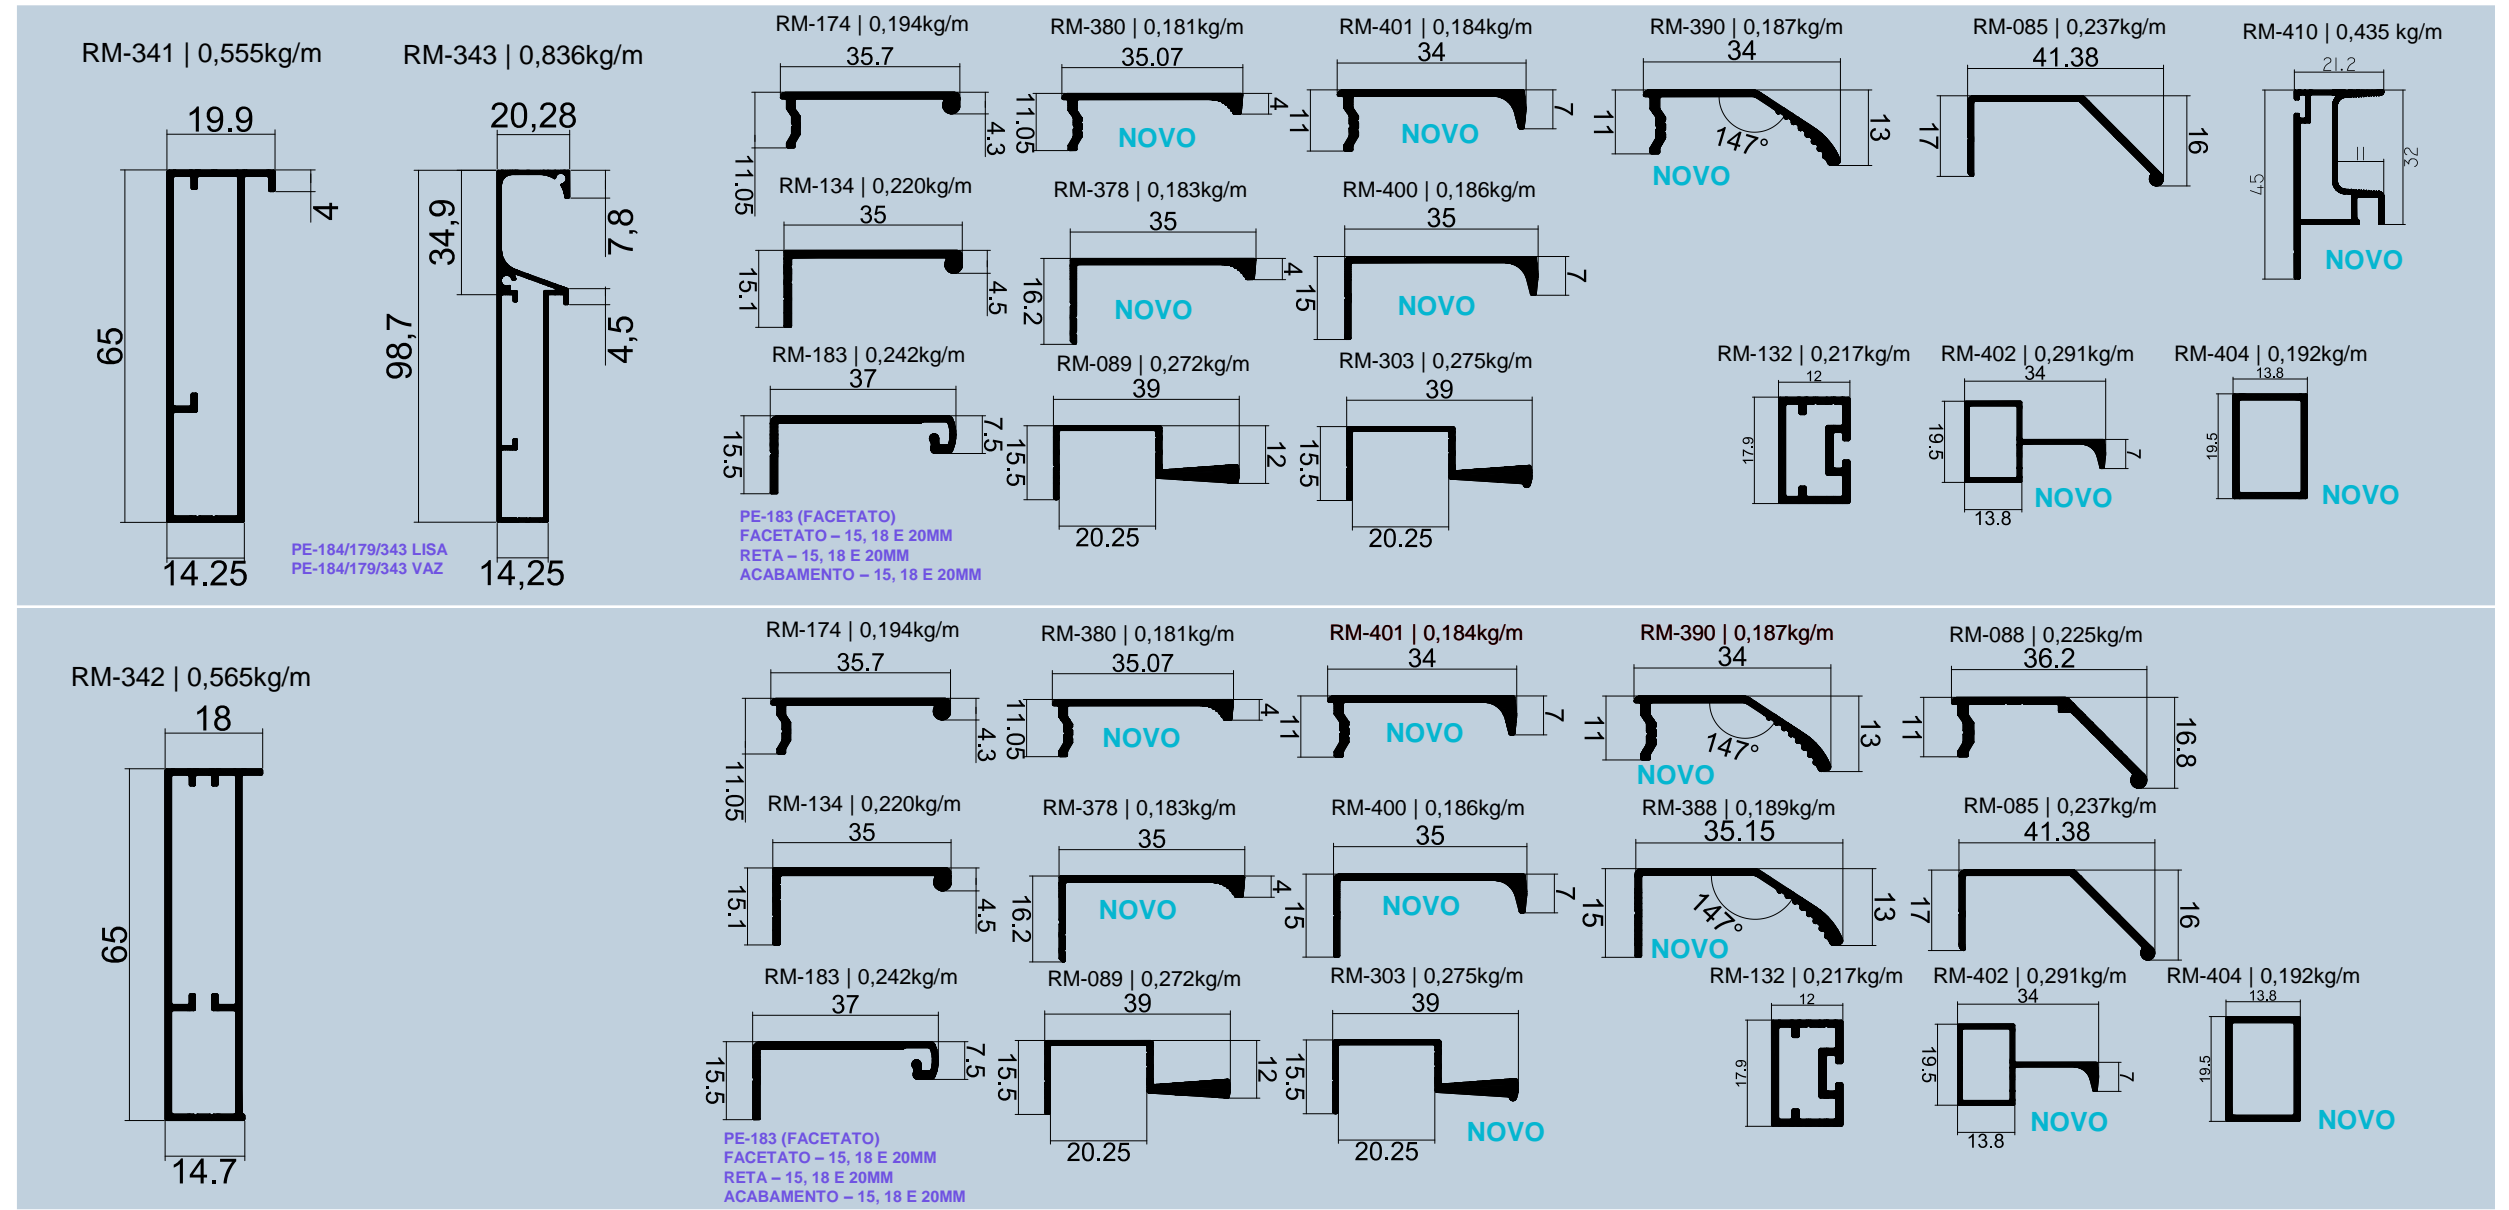 RM-341 | 0,555kg/m
19.9
65
4
14.25
PE-184/179/343 LISA
PE-184/179/343 VAZ
RM-343 | 0,836kg/m
20,28
34,9
7,8
98,7
4,5
14,25
RM-174 | 0,194kg/m
35.7
11.05
4.3
RM-380 | 0,181kg/m
35.07
11.05
4
NOVO
RM-401 | 0,184kg/m
34
11
7
NOVO
RM-390 | 0,187kg/m
34
11
147°
13
NOVO
RM-085 | 0,237kg/m
41.38
17
16
RM-410 | 0,435 kg/m
21.2
45
11
32
NOVO
RM-134 | 0,220kg/m
35
15.1
4.5
RM-378 | 0,183kg/m
35
16.2
4
NOVO
RM-400 | 0,186kg/m
35
15
7
NOVO
RM-183 | 0,242kg/m
37
15.5
7.5
PE-183 (FACETATO)
FACETATO – 15, 18 E 20MM
RETA – 15, 18 E 20MM
ACABAMENTO – 15, 18 E 20MM
RM-089 | 0,272kg/m
39
15.5
12
20.25
RM-303 | 0,275kg/m
39
15.5
20.25
RM-132 | 0,217kg/m
12
17.9
RM-402 | 0,291kg/m
34
19.5
7
13.8
NOVO
RM-404 | 0,192kg/m
13.8
19.5
NOVO
RM-342 | 0,565kg/m
18
65
14.7
RM-174 | 0,194kg/m
35.7
11.05
4.3
RM-380 | 0,181kg/m
35.07
11.05
4
NOVO
RM-401 | 0,184kg/m
34
11
7
NOVO
RM-390 | 0,187kg/m
34
11
147°
13
NOVO
RM-088 | 0,225kg/m
36.2
11
16.8
RM-134 | 0,220kg/m
35
15.1
4.5
RM-378 | 0,183kg/m
35
16.2
4
NOVO
RM-400 | 0,186kg/m
35
15
7
NOVO
RM-388 | 0,189kg/m
35.15
15
147°
13
NOVO
RM-085 | 0,237kg/m
41.38
17
16
RM-183 | 0,242kg/m
37
15.5
7.5
PE-183 (FACETATO)
FACETATO – 15, 18 E 20MM
RETA – 15, 18 E 20MM
ACABAMENTO – 15, 18 E 20MM
RM-089 | 0,272kg/m
39
15.5
12
20.25
RM-303 | 0,275kg/m
39
15.5
20.25
NOVO
RM-132 | 0,217kg/m
12
17.9
RM-402 | 0,291kg/m
34
19.5
7
13.8
NOVO
RM-404 | 0,192kg/m
13.8
19.5
NOVO